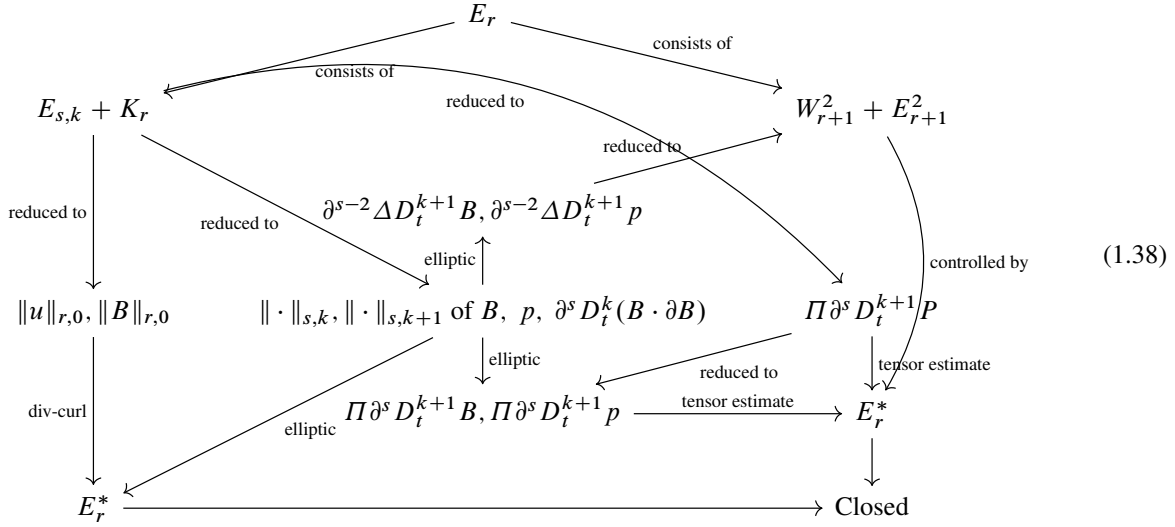 E_r
consists of
consists of
reduced to
E_{s,k} + K_r
W^2_{r+1} + E^2_{r+1}
reduced to
∂^{s−2}ΔD_t^{k+1}B, ∂^{s−2}ΔD_t^{k+1}p
reduced to
reduced to
elliptic
controlled by
(1.38)
‖u‖_{r,0}, ‖B‖_{r,0}
‖ · ‖_{s,k}, ‖ · ‖_{s,k+1} of B, p, ∂^s D_t^k(B · ∂B)
Π∂^s D_t^{k+1}P
elliptic
reduced to
tensor estimate
div-curl
elliptic
Π∂^s D_t^{k+1}B, Π∂^s D_t^{k+1}p
tensor estimate
E_r^*
E_r^*
Closed